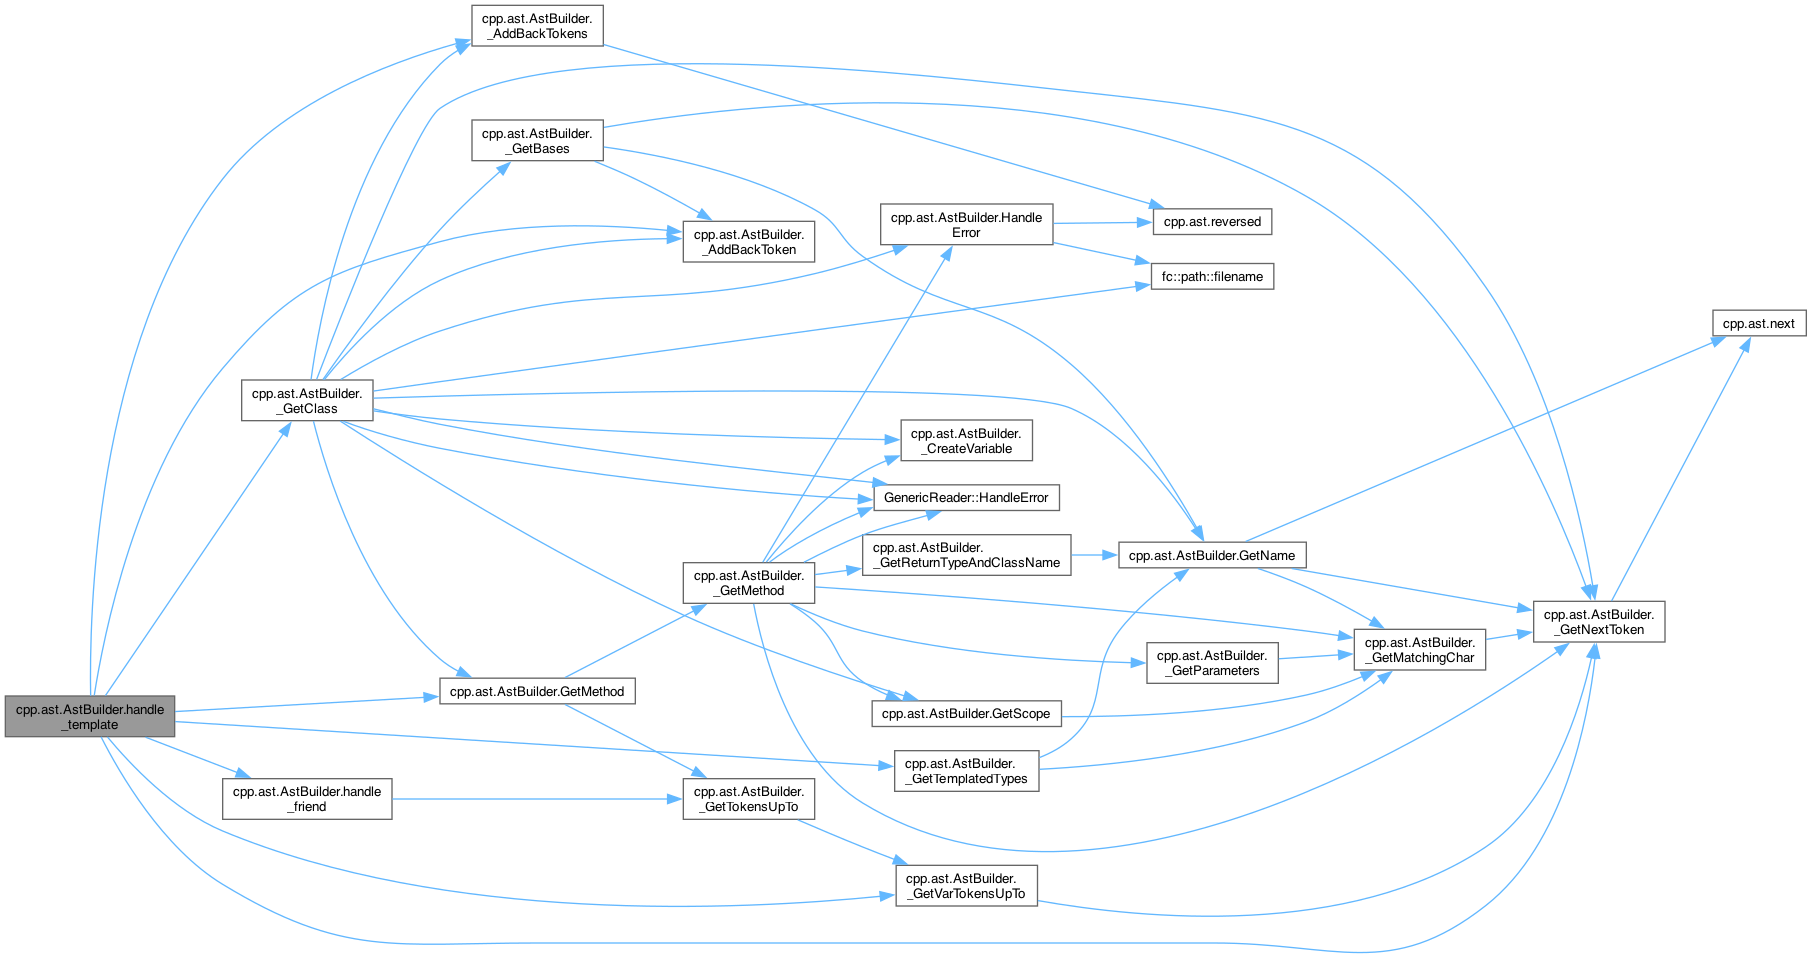 cpp.ast.AstBuilder.
_AddBackTokens
cpp.ast.AstBuilder.
_GetBases
cpp.ast.AstBuilder.
_AddBackToken
cpp.ast.AstBuilder.Handle
Error
cpp.ast.reversed
fc::path::filename
cpp.ast.next
cpp.ast.AstBuilder.
_GetClass
cpp.ast.AstBuilder.
_CreateVariable
GenericReader::HandleError
cpp.ast.AstBuilder.
_GetReturnTypeAndClassName
cpp.ast.AstBuilder.GetName
cpp.ast.AstBuilder.
_GetMethod
cpp.ast.AstBuilder.
_GetNextToken
cpp.ast.AstBuilder.
_GetMatchingChar
cpp.ast.AstBuilder.
_GetParameters
cpp.ast.AstBuilder.GetMethod
cpp.ast.AstBuilder.GetScope
cpp.ast.AstBuilder.handle
_template
cpp.ast.AstBuilder.
_GetTemplatedTypes
cpp.ast.AstBuilder.handle
_friend
cpp.ast.AstBuilder.
_GetTokensUpTo
cpp.ast.AstBuilder.
_GetVarTokensUpTo